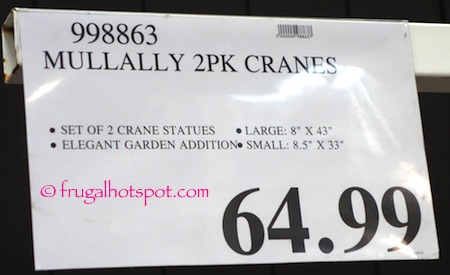 998863
MULLALLY 2PK CRANES
• SET OF 2 CRANE STATUES • LARGE: 8" X 43"
• ELEGANT GARDEN ADDITION • SMALL: 8.5" X 33"
© frugalhotspot.com
64.99